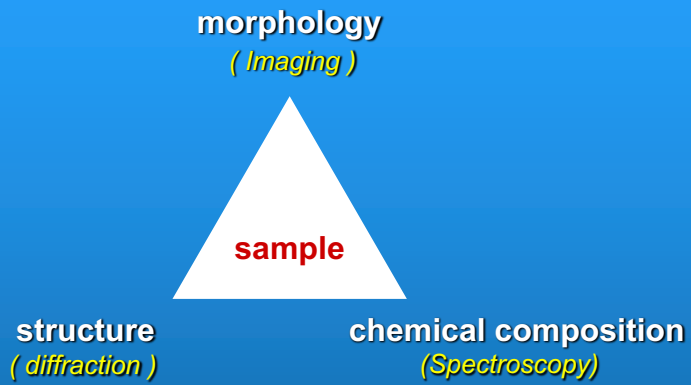 morphology
( Imaging )
sample
structure
( diffraction )
chemical composition
(Spectroscopy)